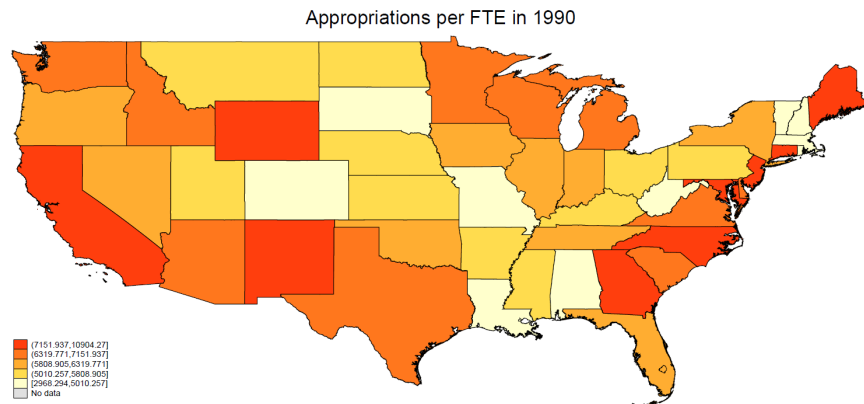 Appropriations per FTE in 1990
(7151.937,10904.27]
(6319.771,7151.937]
(5808.905,6319.771]
(5010.257,5808.905]
[2968.294,5010.257]
No data